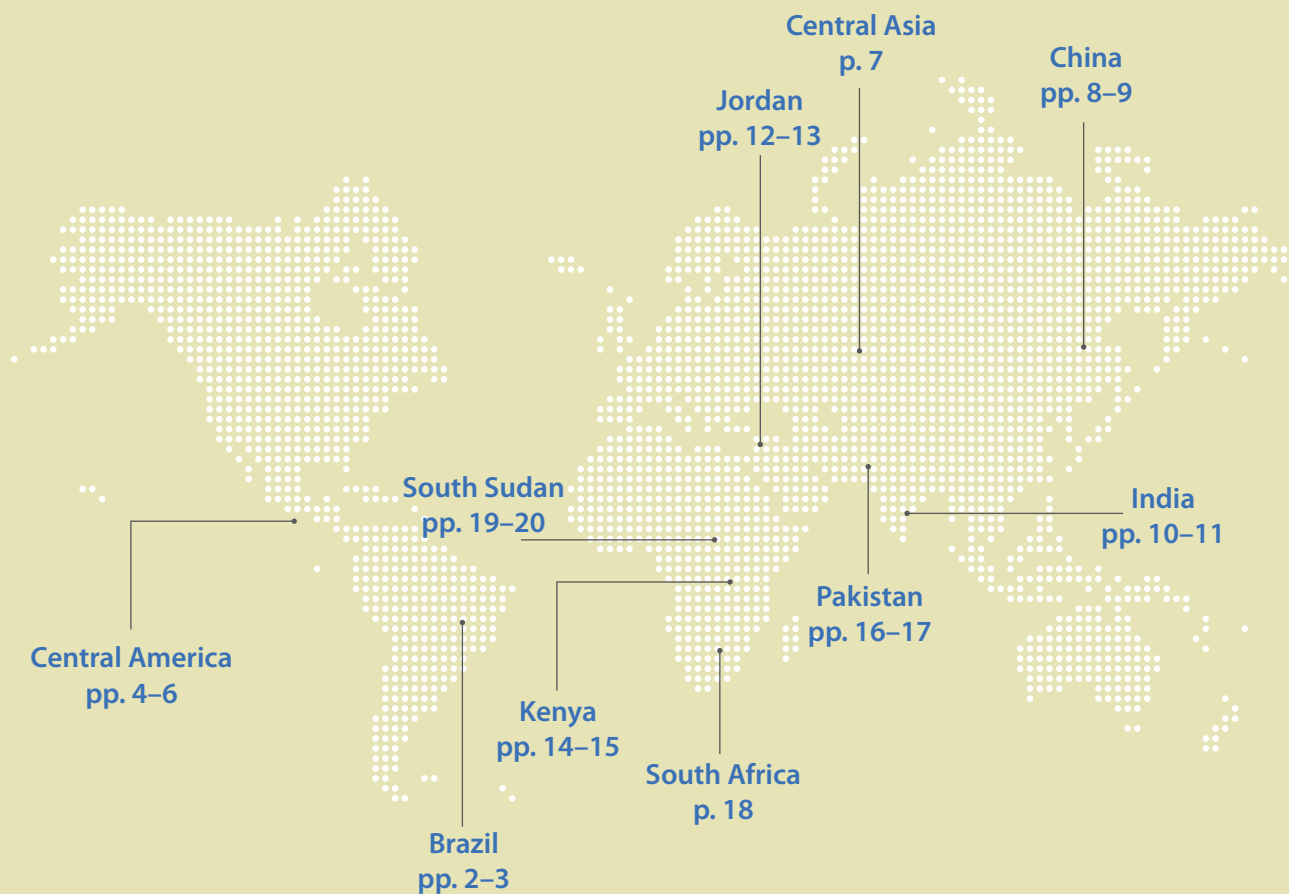 Central Asia
p. 7
China
pp. 8–9
Jordan
pp. 12–13
South Sudan
pp. 19–20
India
pp. 10–11
Pakistan
pp. 16–17
Central America
pp. 4–6
Kenya
pp. 14–15
South Africa
p. 18
Brazil
pp. 2–3